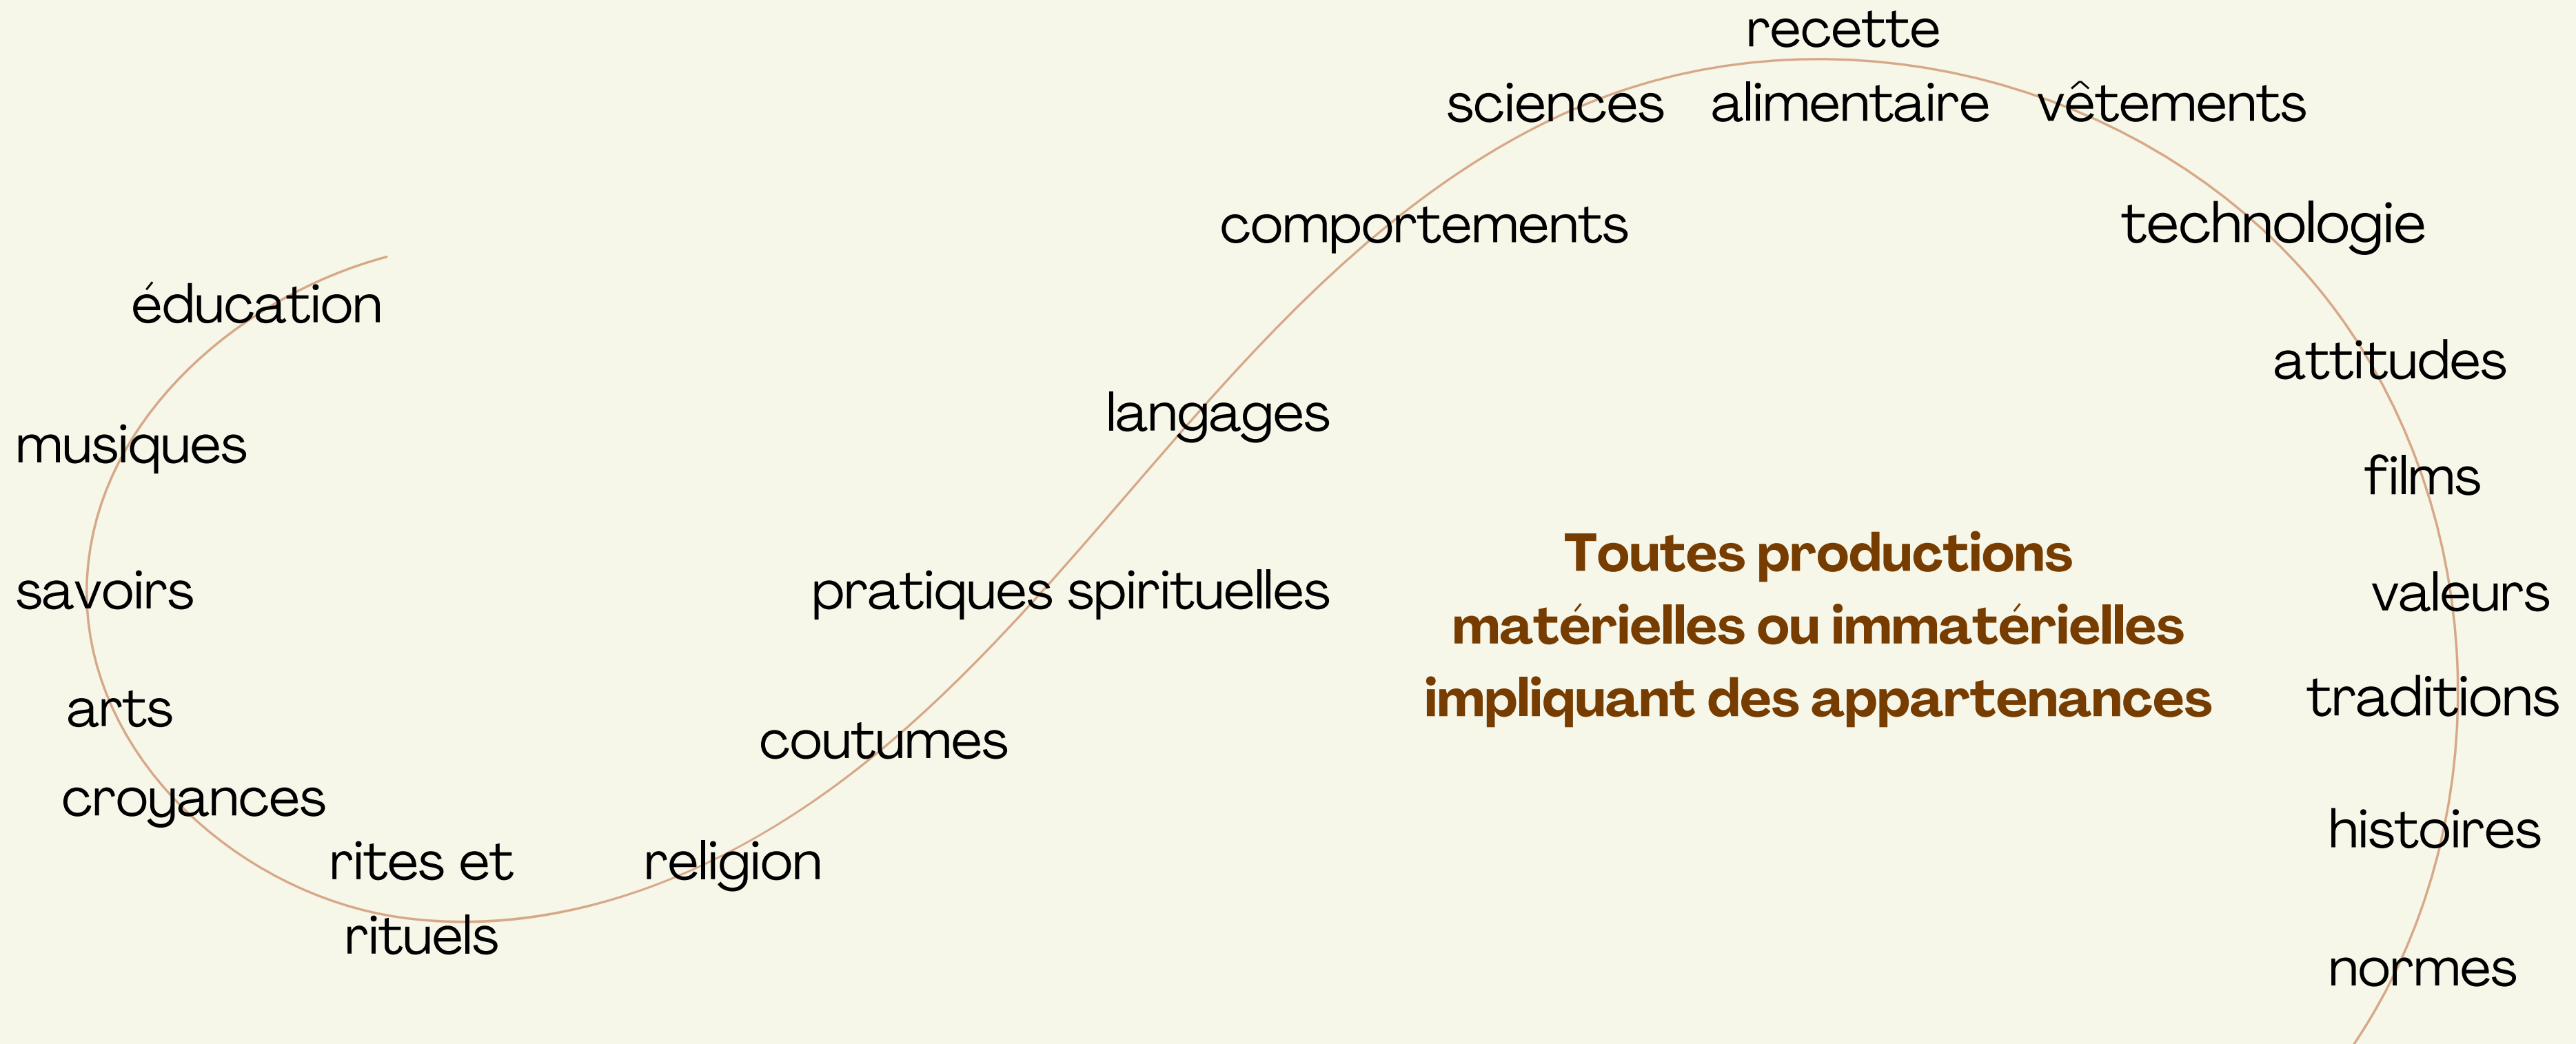 éducation
musiques
savoirs
arts
croyances
rites et
rituels
religion
coutumes
pratiques spirituelles
langages
comportements
sciences
recette
alimentaire
vêtements
technologie
attitudes
films
valeurs
traditions
histoires
normes
Toutes productions
matérielles ou immatérielles
impliquant des appartenances